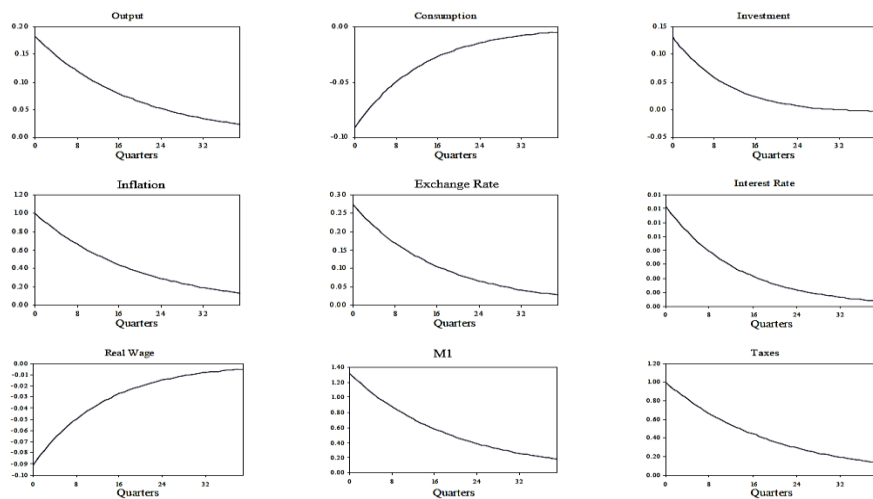 Output
0.20
0.15
0.10
0.05
0.00
0 8 16 24 32
Quarters
Consumption
0.00
-0.05
-0.10
0 8 16 24 32
Quarters
Investment
0.15
0.10
0.05
0.00
-0.05
0 8 16 24 32
Quarters
Inflation
1.20
1.00
0.80
0.60
0.40
0.20
0.00
0 8 16 24 32
Quarters
Exchange Rate
0.30
0.25
0.20
0.15
0.10
0.05
0.00
0 8 16 24 32
Quarters
Interest Rate
0.01
0.01
0.01
0.01
0.00
0.00
0.00
0.00
0.00
0 8 16 24 32
Quarters
Real Wage
0.00
-0.01
-0.02
-0.03
-0.04
-0.05
-0.06
-0.07
-0.08
-0.09
-0.10
0 8 16 24 32
Quarters
M1
1.40
1.20
1.00
0.80
0.60
0.40
0.20
0.00
0 8 16 24 32
Quarters
Taxes
1.20
1.00
0.80
0.60
0.40
0.20
0.00
0 8 16 24 32
Quarters